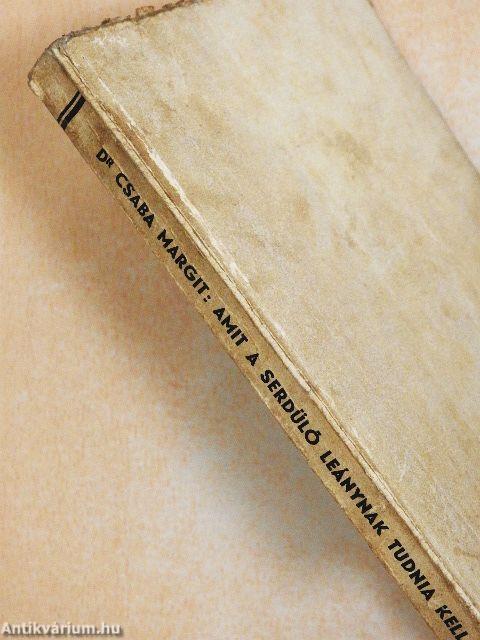 DR CSABA MARGIT: AMIT A SERDÜLŐ LEÁNYNAK TUDNIA KELL
Antikvárium.hu